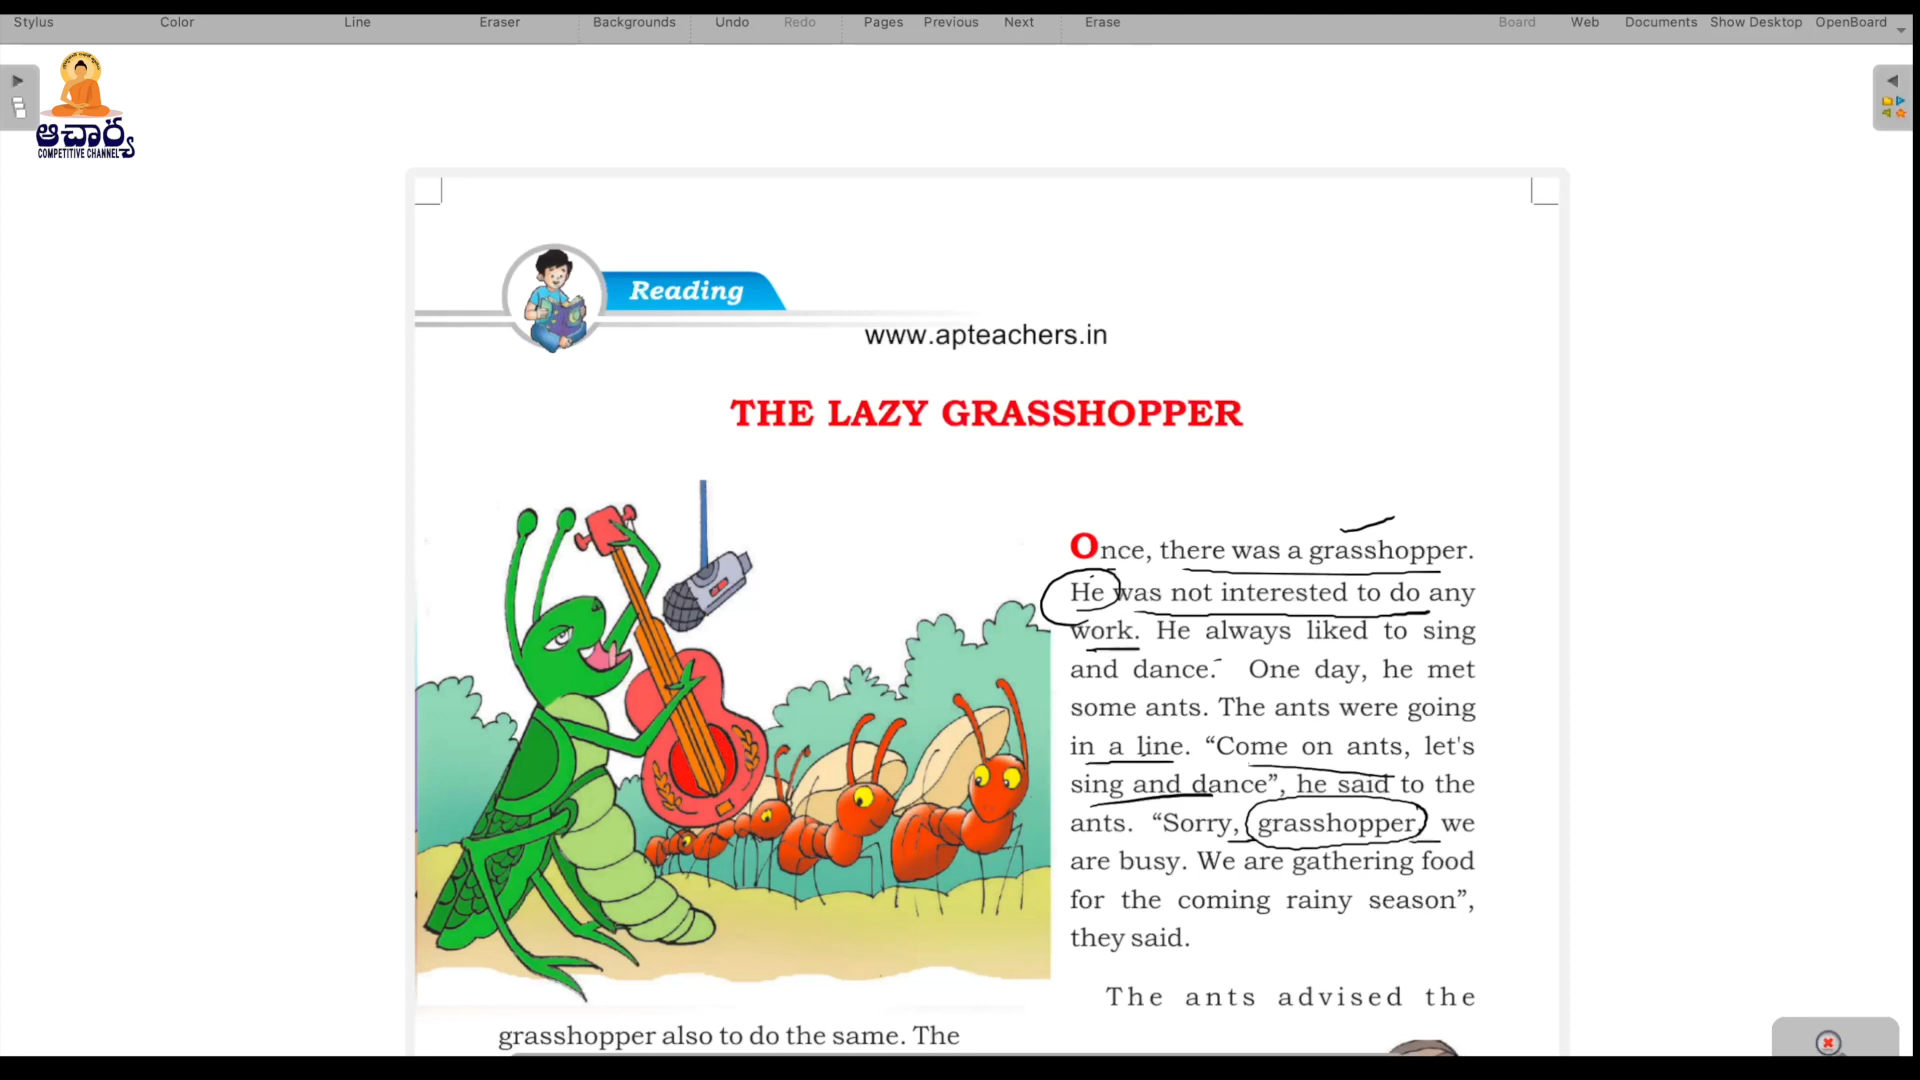 Stylus Color Line Eraser Backgrounds Undo Redo Pages Previous Next Erase Board Web Documents Show Desktop OpenBoard
ఆచార్య
COMPETITIVE CHANNEL
Reading
www.apteachers.in
THE LAZY GRASSHOPPER
Once, there was a grasshopper.
He was not interested to do any
work. He always liked to sing
and dance. One day, he met
some ants. The ants were going
in a line. “Come on ants, let's
sing and dance”, he said to the
ants. “Sorry, grasshopper, we
are busy. We are gathering food
for the coming rainy season”,
they said.
The ants advised the
grasshopper also to do the same. The